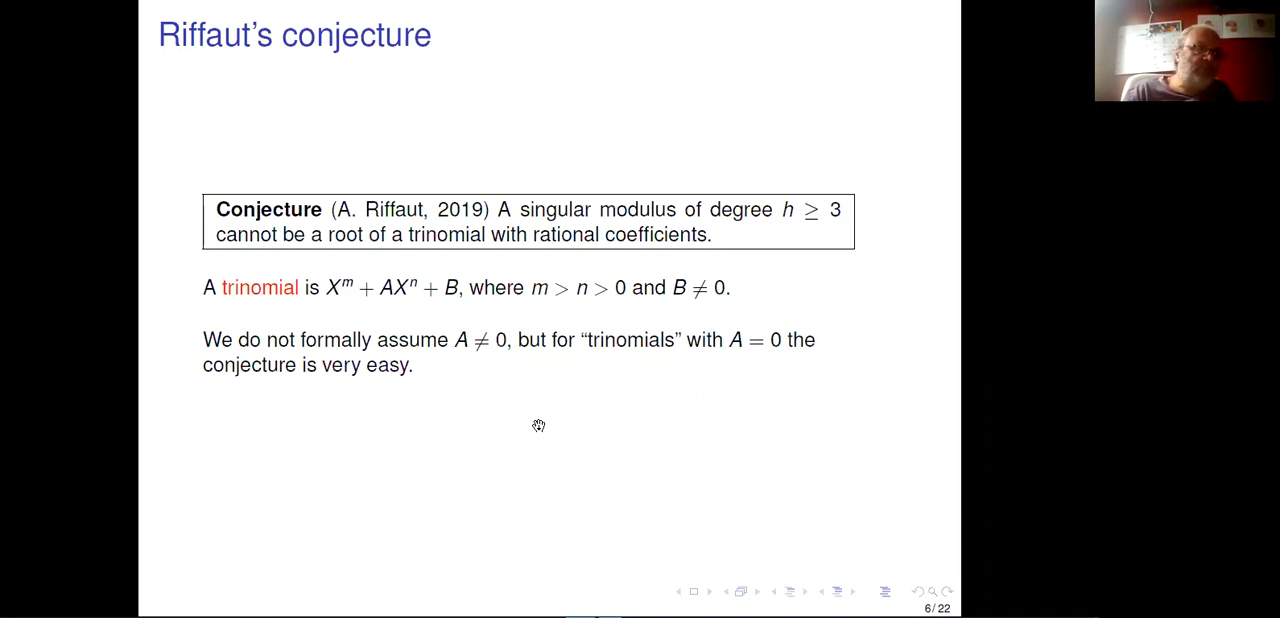 Riffaut's conjecture
Conjecture (A. Riffaut, 2019) A singular modulus of degree h ≥ 3
cannot be a root of a trinomial with rational coefficients.
A trinomial is Xᵐ + AXⁿ + B, where m > n > 0 and B ≠ 0.
We do not formally assume A ≠ 0, but for “trinomials” with A = 0 the
conjecture is very easy.
6/22